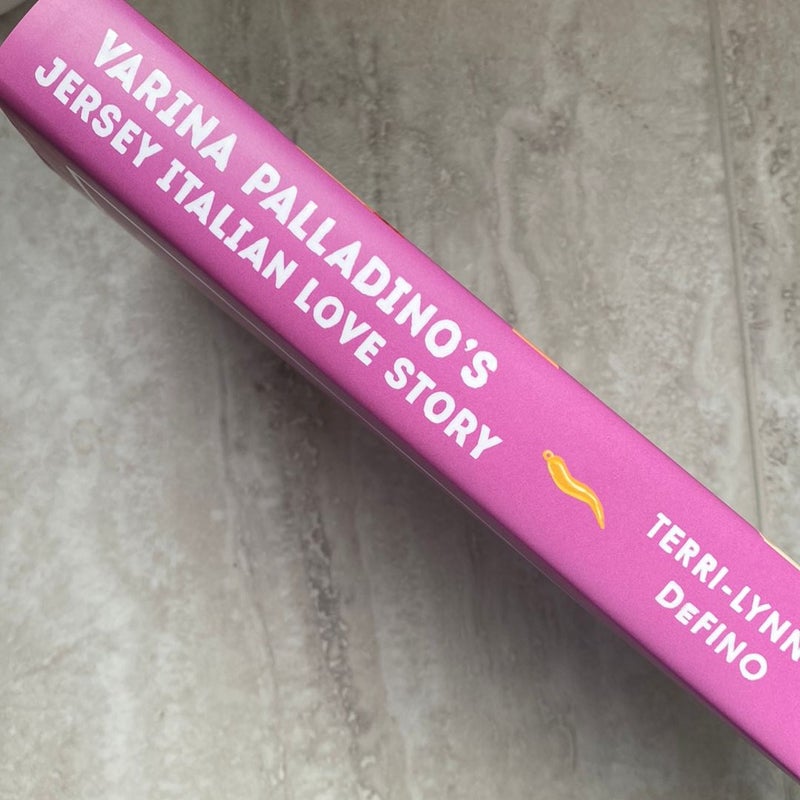 VARINA PALLADINO'S
JERSEY ITALIAN LOVE STORY
TERRI-LYNN
DEFINO